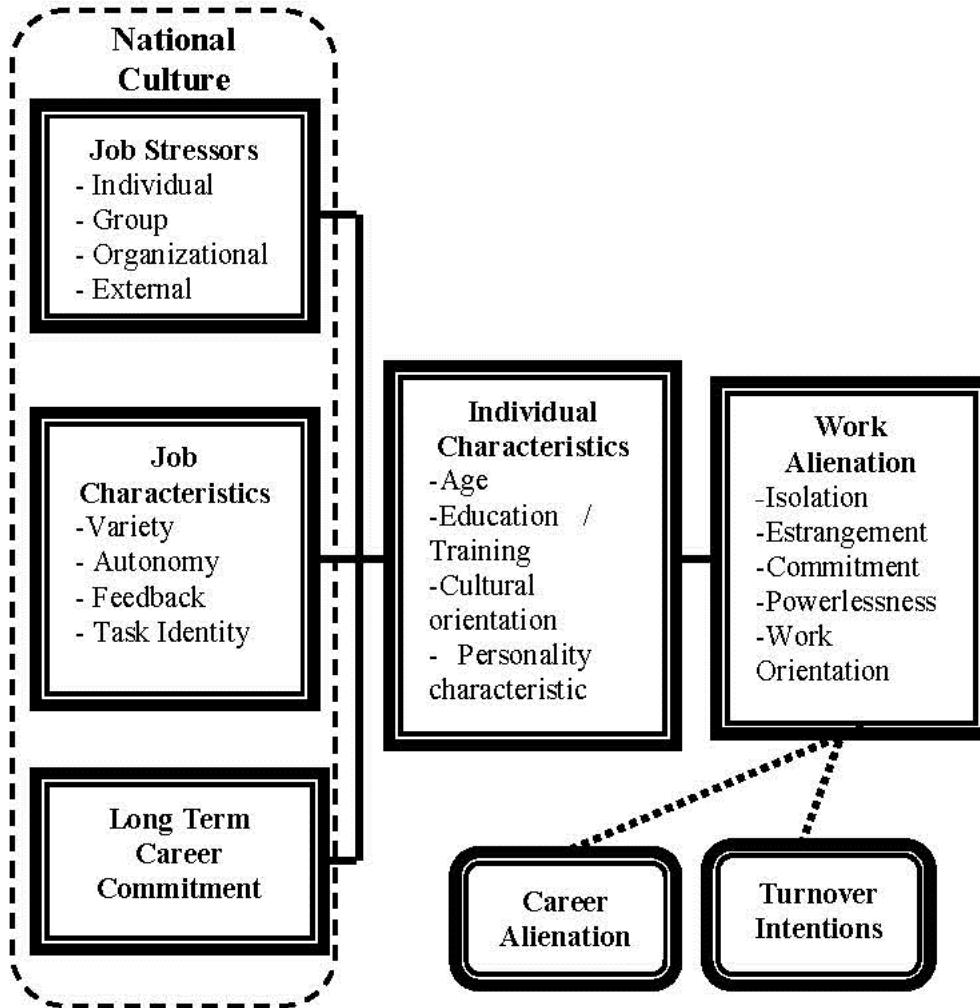 National
Culture
Job Stressors
- Individual
- Group
- Organizational
- External
Job
Characteristics
-Variety
- Autonomy
- Feedback
- Task Identity
Long Term
Career
Commitment
Individual
Characteristics
-Age
-Education /
Training
-Cultural
orientation
- Personality
characteristic
Work
Alienation
-Isolation
-Estrangement
-Commitment
-Powerlessness
-Work
Orientation
Career
Alienation
Turnover
Intentions